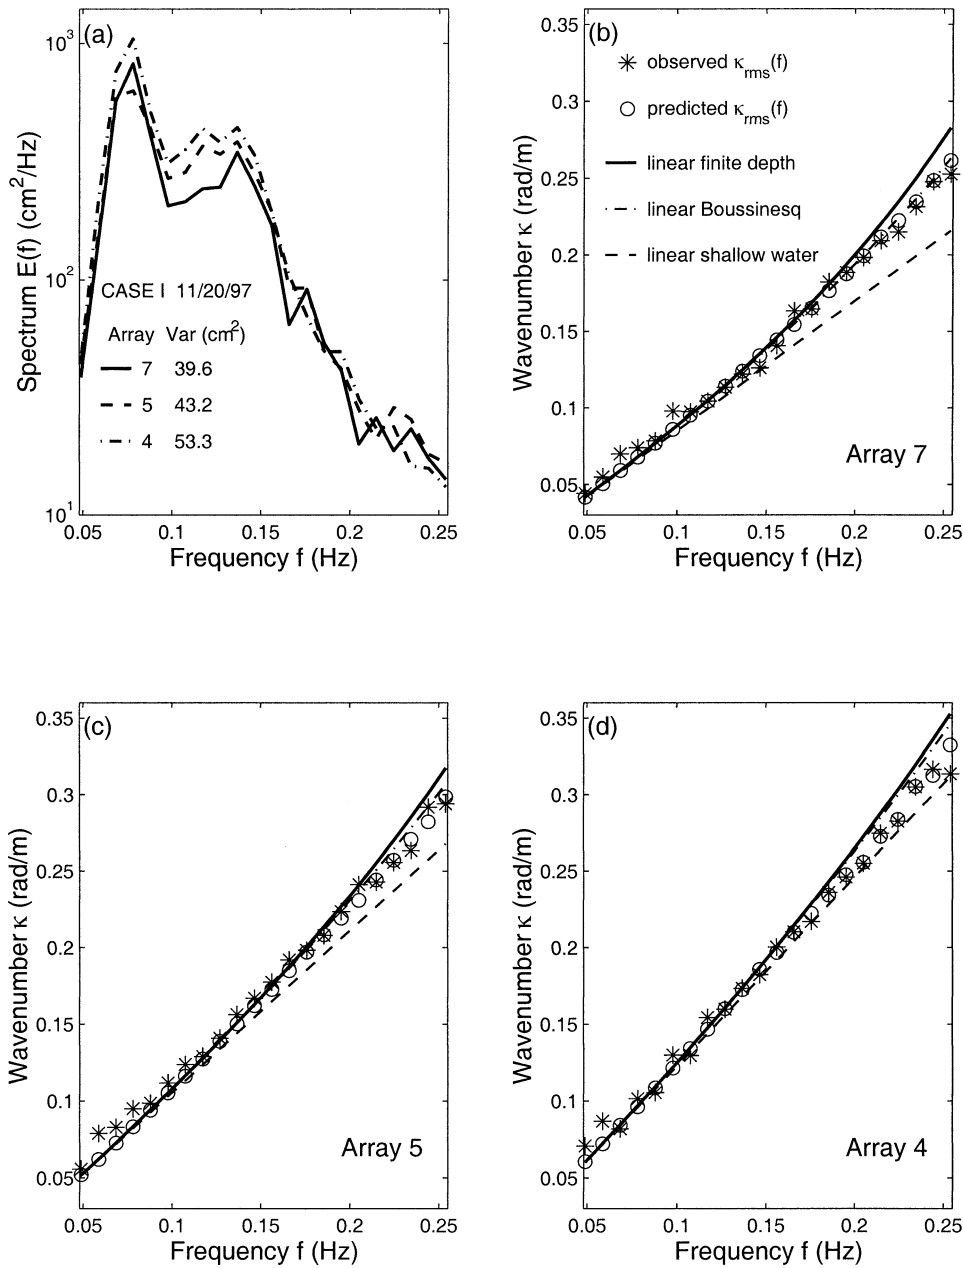 (a)
10³
10²
10¹
Spectrum E(f) (cm²/Hz)
CASE I 11/20/97
Array Var (cm²)
7 39.6
5 43.2
4 53.3
0.05 0.1 0.15 0.2 0.25
Frequency f (Hz)
(b)
observed κrms(f)
predicted κrms(f)
linear finite depth
linear Boussinesq
linear shallow water
0.35
0.3
0.25
0.2
0.15
0.1
0.05
Wavenumber κ (rad/m)
Array 7
0.05 0.1 0.15 0.2 0.25
Frequency f (Hz)
(c)
0.35
0.3
0.25
0.2
0.15
0.1
0.05
Wavenumber κ (rad/m)
Array 5
0.05 0.1 0.15 0.2 0.25
Frequency f (Hz)
(d)
0.35
0.3
0.25
0.2
0.15
0.1
0.05
Wavenumber κ (rad/m)
Array 4
0.05 0.1 0.15 0.2 0.25
Frequency f (Hz)